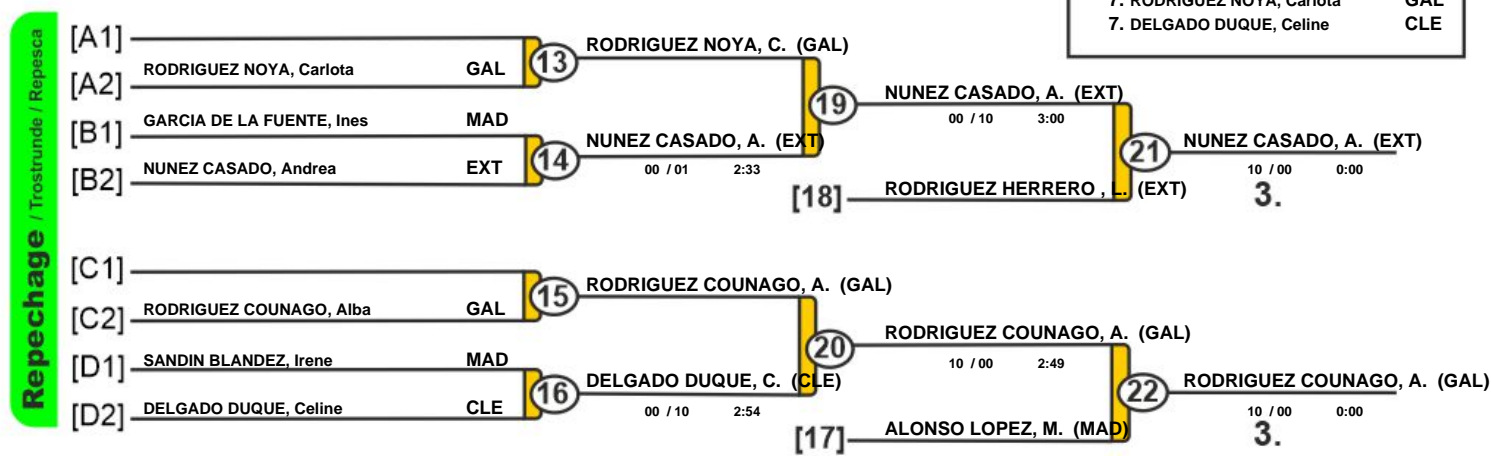 7. RODRIGUEZ NOYA, Carlota GAL
7. DELGADO DUQUE, Celine CLE
Repechage / Trostrunde / Repesca
[A1]
RODRIGUEZ NOYA, C. (GAL)
RODRIGUEZ NOYA, Carlota GAL 13
[A2]
NUNEZ CASADO, A. (EXT)
19
00 / 10 3:00
GARCIA DE LA FUENTE, Ines MAD
[B1]
NUNEZ CASADO, A. (EXT)
14
21
NUNEZ CASADO, A. (EXT)
NUNEZ CASADO, Andrea EXT
00 / 01 2:33
10 / 00 0:00
[B2]
[18] RODRIGUEZ HERRERO , L. (EXT)
3.
[C1]
RODRIGUEZ COUNAGO, A. (GAL)
15
RODRIGUEZ COUNAGO, Alba GAL
[C2]
RODRIGUEZ COUNAGO, A. (GAL)
20
10 / 00 2:49
SANDIN BLANDEZ, Irene MAD
[D1]
DELGADO DUQUE, C. (CLE)
16
22
RODRIGUEZ COUNAGO, A. (GAL)
DELGADO DUQUE, Celine CLE
00 / 10 2:54
10 / 00 0:00
[D2]
[17] ALONSO LOPEZ, M. (MAD)
3.